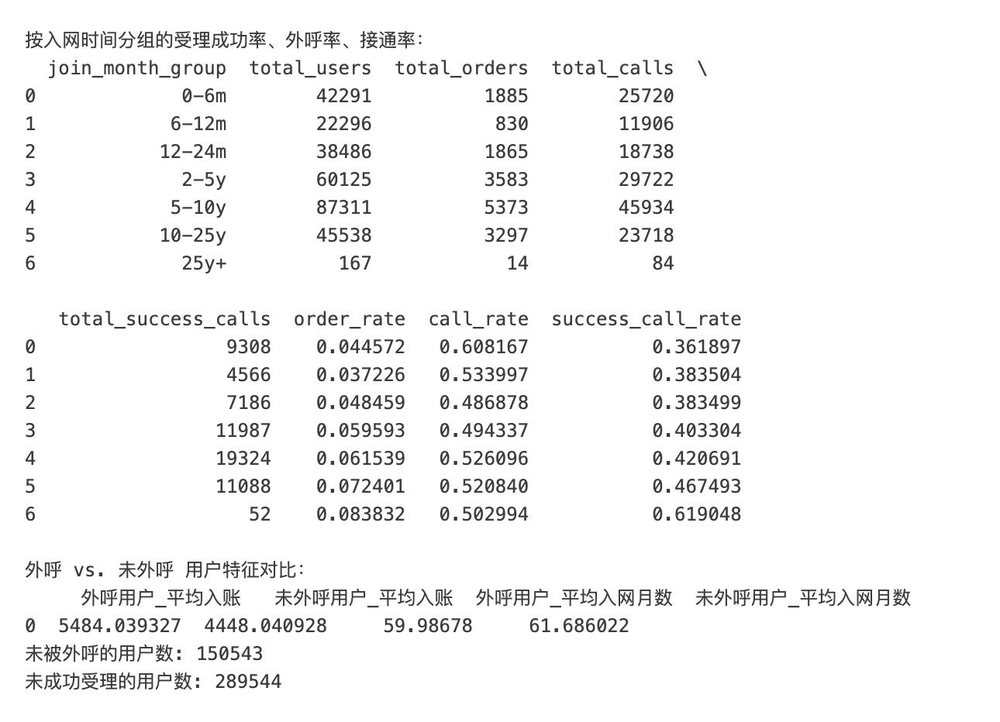 按入网时间分组的受理成功率、外呼率、接通率:
  join_month_group  total_users  total_orders  total_calls  \
0             0-6m        42291          1885        25720
1            6-12m        22296           830        11906
2           12-24m        38486          1865        18738
3             2-5y        60125          3583        29722
4            5-10y        87311          5373        45934
5           10-25y        45538          3297        23718
6             25y+          167            14           84
   total_success_calls  order_rate  call_rate  success_call_rate
0                 9308    0.044572   0.608167           0.361897
1                 4566    0.037226   0.533997           0.383504
2                 7186    0.048459   0.486878           0.383499
3                11987    0.059593   0.494337           0.403304
4                19324    0.061539   0.526096           0.420691
5                11088    0.072401   0.520840           0.467493
6                   52    0.083832   0.502994           0.619048
外呼 vs. 未外呼 用户特征对比:
     外呼用户_平均入账   未外呼用户_平均入账  外呼用户_平均入网月数  未外呼用户_平均入网月数
0  5484.039327  4448.040928     59.98678     61.686022
未被外呼的用户数: 150543
未成功受理的用户数: 289544